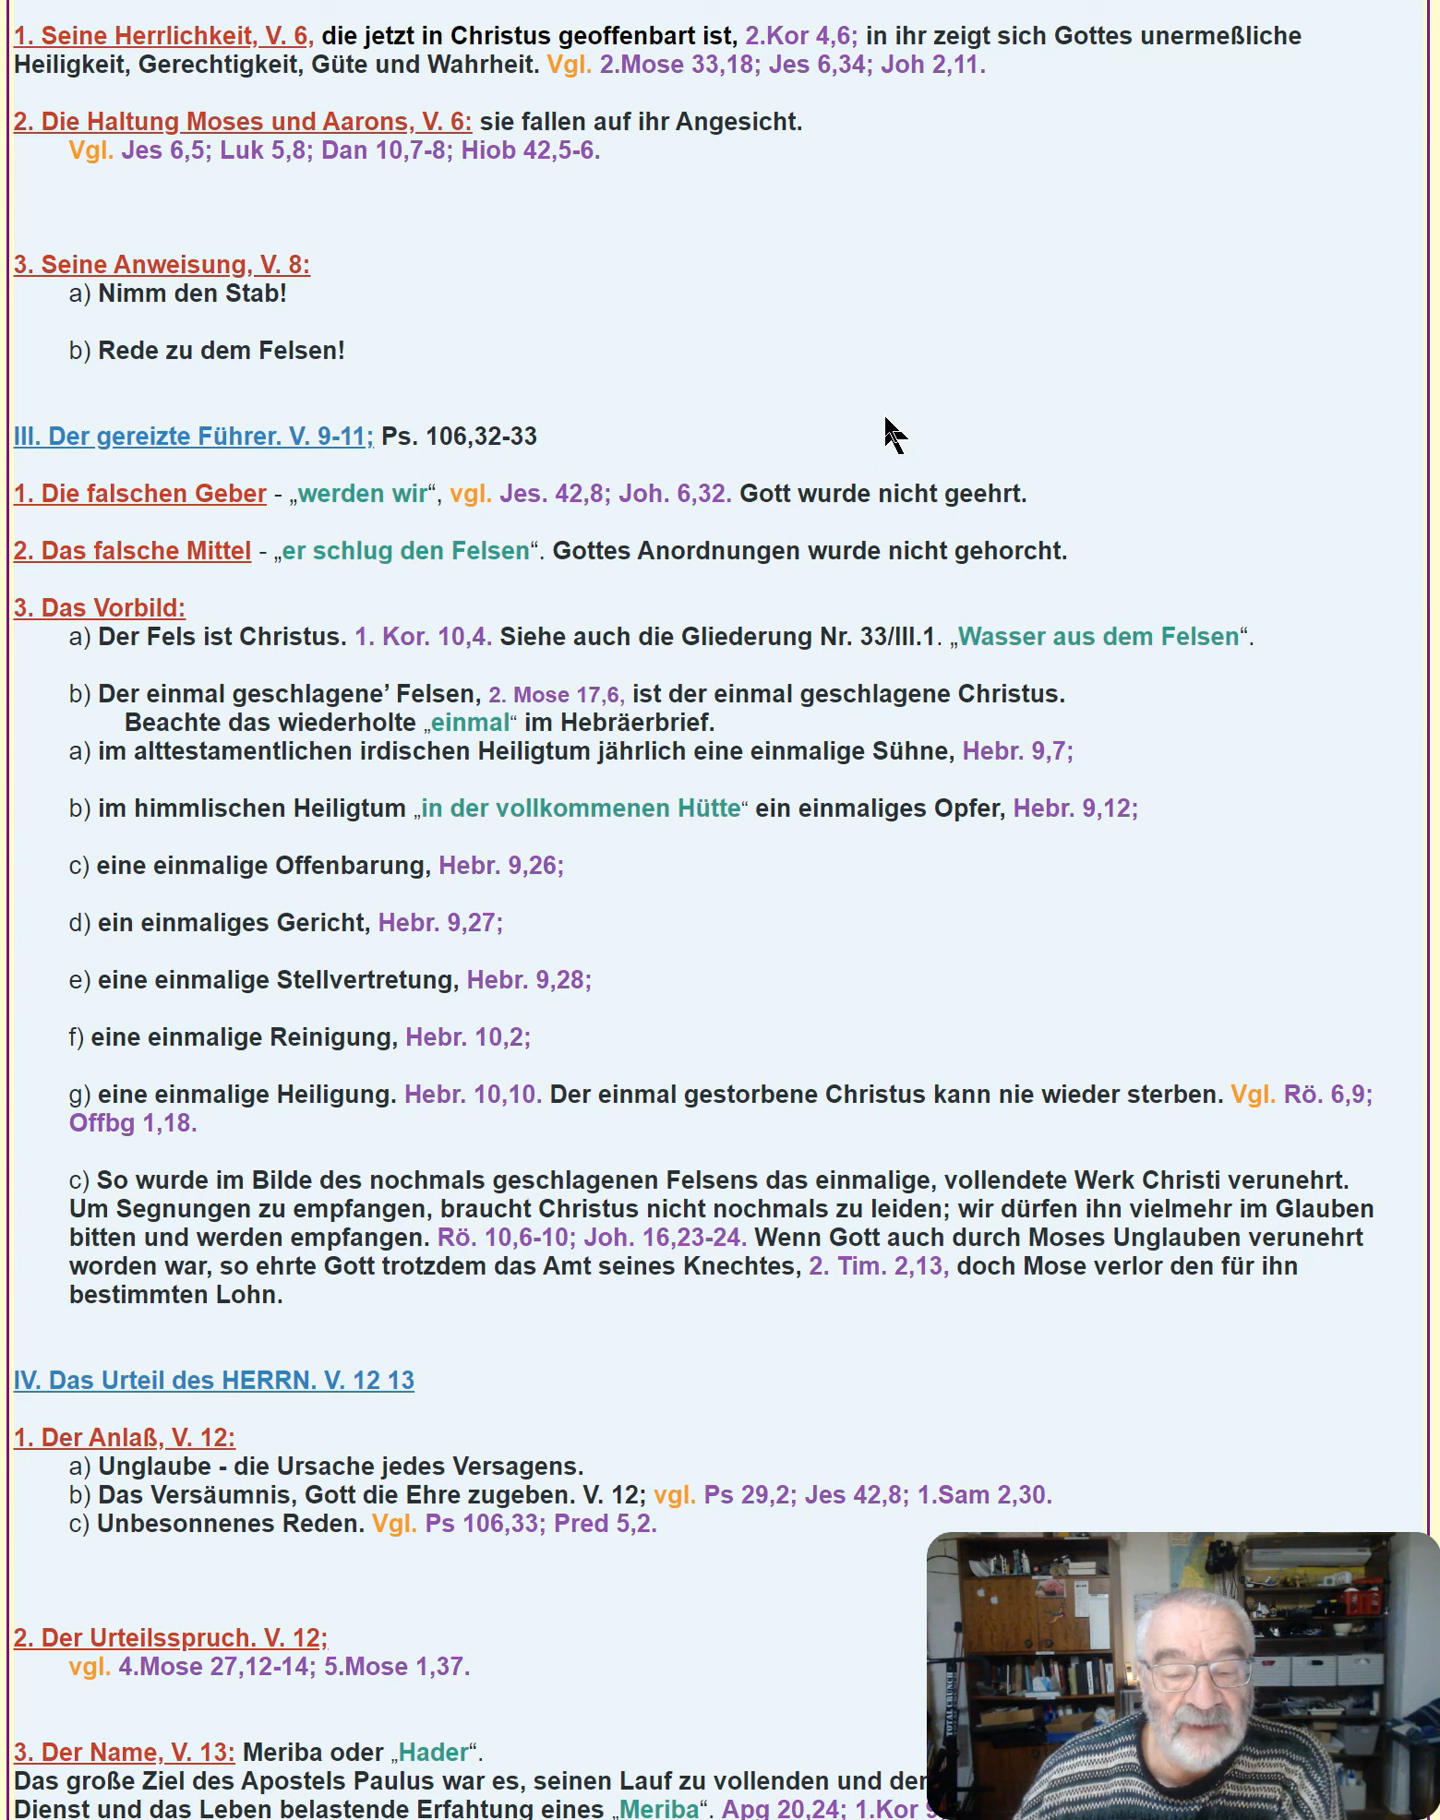 1. Seine Herrlichkeit, V. 6, die jetzt in Christus geoffenbart ist, 2.Kor 4,6; in ihr zeigt sich Gottes unermeßliche
Heiligkeit, Gerechtigkeit, Güte und Wahrheit. Vgl. 2.Mose 33,18; Jes 6,34; Joh 2,11.
2. Die Haltung Moses und Aarons, V. 6: sie fallen auf ihr Angesicht.
Vgl. Jes 6,5; Luk 5,8; Dan 10,7-8; Hiob 42,5-6.
3. Seine Anweisung, V. 8:
a) Nimm den Stab!
b) Rede zu dem Felsen!
III. Der gereizte Führer. V. 9-11; Ps. 106,32-33
1. Die falschen Geber - „werden wir“, vgl. Jes. 42,8; Joh. 6,32. Gott wurde nicht geehrt.
2. Das falsche Mittel - „er schlug den Felsen“. Gottes Anordnungen wurde nicht gehorcht.
3. Das Vorbild:
a) Der Fels ist Christus. 1. Kor. 10,4. Siehe auch die Gliederung Nr. 33/III.1. „Wasser aus dem Felsen“.
b) Der einmal geschlagene’ Felsen, 2. Mose 17,6, ist der einmal geschlagene Christus.
Beachte das wiederholte „einmal“ im Hebräerbrief.
a) im alttestamentlichen irdischen Heiligtum jährlich eine einmalige Sühne, Hebr. 9,7;
b) im himmlischen Heiligtum „in der vollkommenen Hütte“ ein einmaliges Opfer, Hebr. 9,12;
c) eine einmalige Offenbarung, Hebr. 9,26;
d) ein einmaliges Gericht, Hebr. 9,27;
e) eine einmalige Stellvertretung, Hebr. 9,28;
f) eine einmalige Reinigung, Hebr. 10,2;
g) eine einmalige Heiligung. Hebr. 10,10. Der einmal gestorbene Christus kann nie wieder sterben. Vgl. Rö. 6,9;
Offbg 1,18.
c) So wurde im Bilde des nochmals geschlagenen Felsens das einmalige, vollendete Werk Christi verunehrt.
Um Segnungen zu empfangen, braucht Christus nicht nochmals zu leiden; wir dürfen ihn vielmehr im Glauben
bitten und werden empfangen. Rö. 10,6-10; Joh. 16,23-24. Wenn Gott auch durch Moses Unglauben verunehrt
worden war, so ehrte Gott trotzdem das Amt seines Knechtes, 2. Tim. 2,13, doch Mose verlor den für ihn
bestimmten Lohn.
IV. Das Urteil des HERRN. V. 12 13
1. Der Anlaß, V. 12:
a) Unglaube - die Ursache jedes Versagens.
b) Das Versäumnis, Gott die Ehre zugeben. V. 12; vgl. Ps 29,2; Jes 42,8; 1.Sam 2,30.
c) Unbesonnenes Reden. Vgl. Ps 106,33; Pred 5,2.
2. Der Urteilsspruch. V. 12;
vgl. 4.Mose 27,12-14; 5.Mose 1,37.
3. Der Name, V. 13: Meriba oder „Hader“.
Das große Ziel des Apostels Paulus war es, seinen Lauf zu vollenden und der
Dienst und das Leben belastende Erfahtung eines „Meriba“. Apg 20,24; 1.Kor
TOTAL CRUNCH